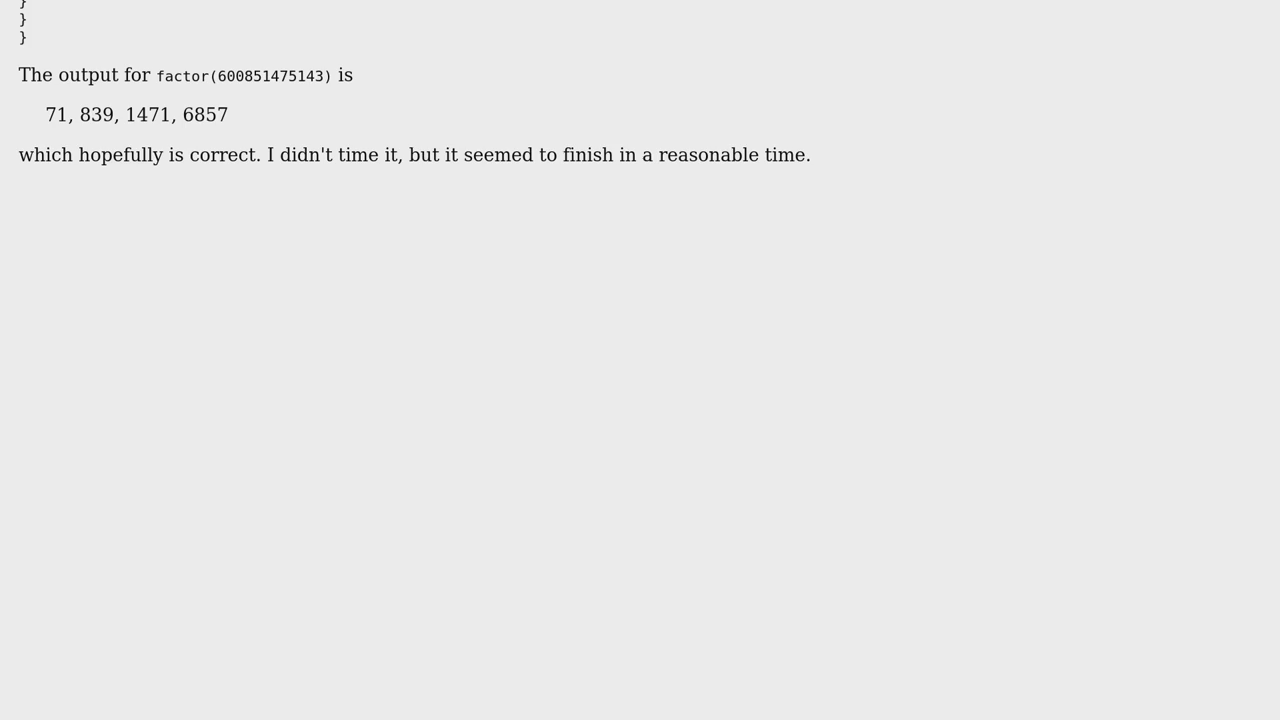 }
}
}
The output for factor(600851475143) is
71, 839, 1471, 6857
which hopefully is correct. I didn't time it, but it seemed to finish in a reasonable time.